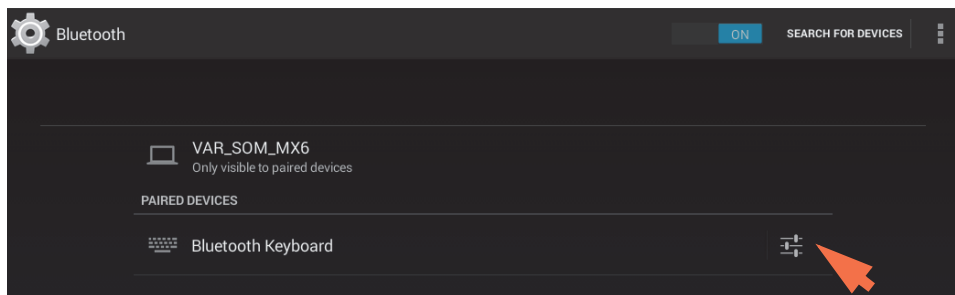 Bluetooth
ON
SEARCH FOR DEVICES
VAR_SOM_MX6
Only visible to paired devices
PAIRED DEVICES
Bluetooth Keyboard